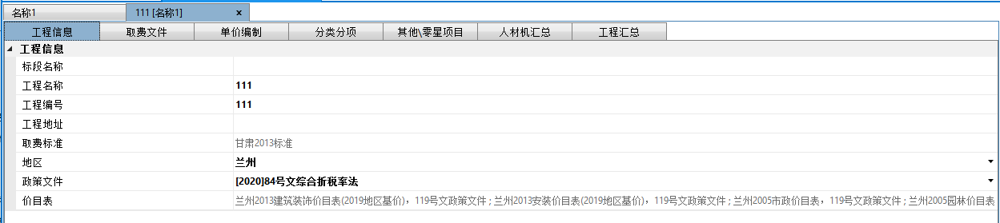 名称1
111 [名称1] x
工程信息 取费文件 单价编制 分类分项 其他\零星项目 人材机汇总 工程汇总
工程信息
标段名称
工程名称 111
工程编号 111
工程地址
取费标准 甘肃2013标准
地区 兰州
政策文件 [2020]84号文综合折税率法
价目表 兰州2013建筑装饰价目表(2019地区基价)，119号文政策文件 ; 兰州2013安装价目表(2019地区基价)，119号文政策文件 ; 兰州2005市政价目表，119号文政策文件 ; 兰州2005园林价目表